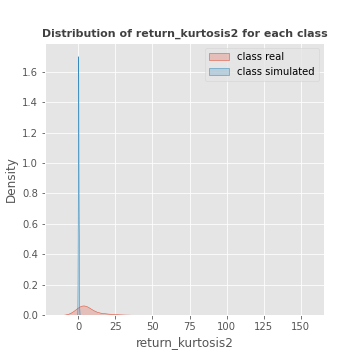 Distribution of return_kurtosis2 for each class
class real
class simulated
1.6
1.4
1.2
1.0
0.8
0.6
0.4
0.2
0.0
Density
0 25 50 75 100 125 150
return_kurtosis2